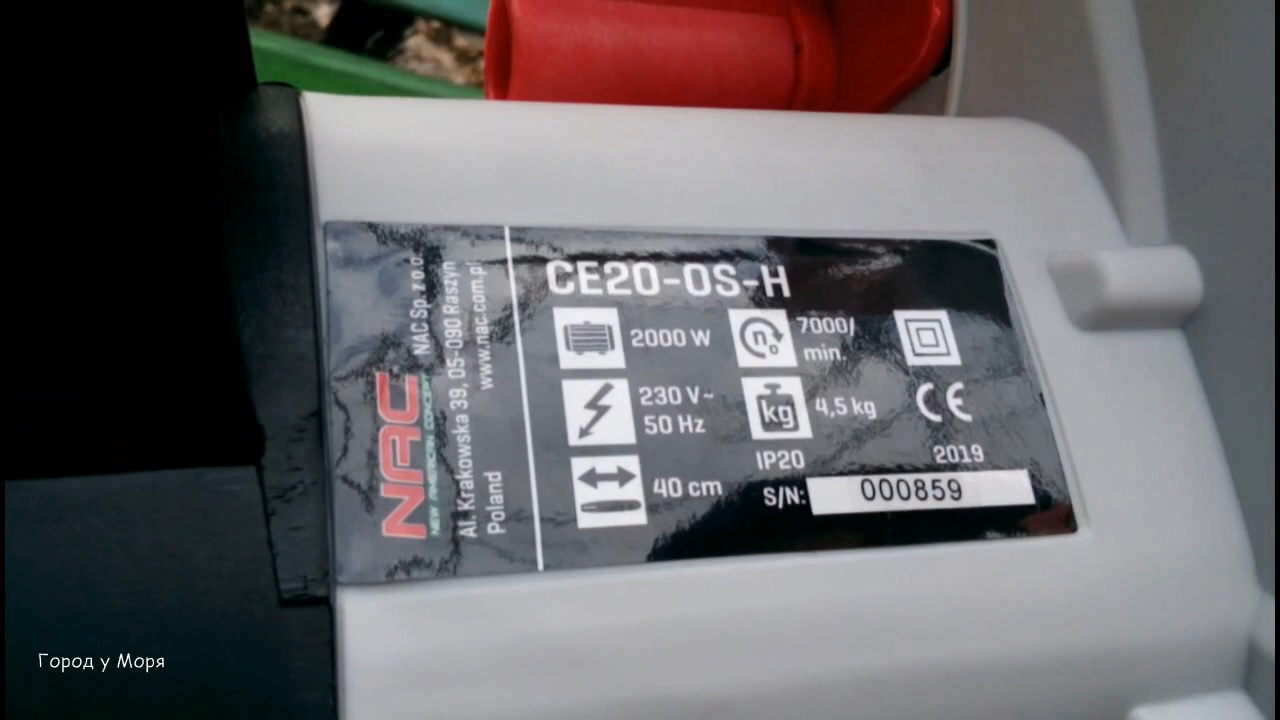 NAC
NEW AMERICAN CONCEPT
NAC Sp. z o.o.
Al. Krakowska 39, 05-090 Raszyn
www.nac.com.pl
Poland
CE20-OS-H
2000 W
n₀
7000/
min.
230 V~
50 Hz
kg
4,5 kg
CE
40 cm
IP20
2019
S/N:
000859
Город у Моря